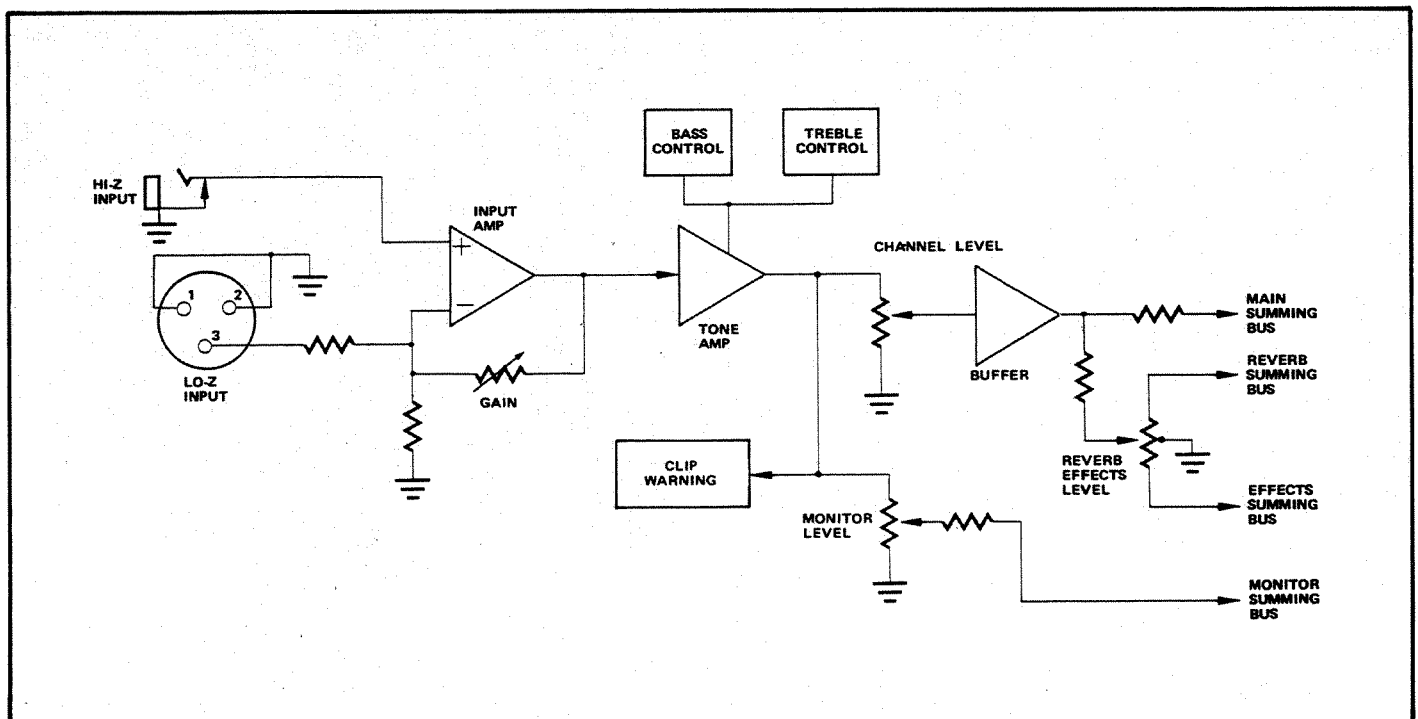 BASS
CONTROL
TREBLE
CONTROL
HI-Z
INPUT
INPUT
AMP
+
−
1
2
3
LO-Z
INPUT
GAIN
TONE
AMP
CHANNEL LEVEL
BUFFER
MAIN
SUMMING
BUS
REVERB
SUMMING
BUS
REVERB
EFFECTS
LEVEL
EFFECTS
SUMMING
BUS
CLIP
WARNING
MONITOR
LEVEL
MONITOR
SUMMING
BUS